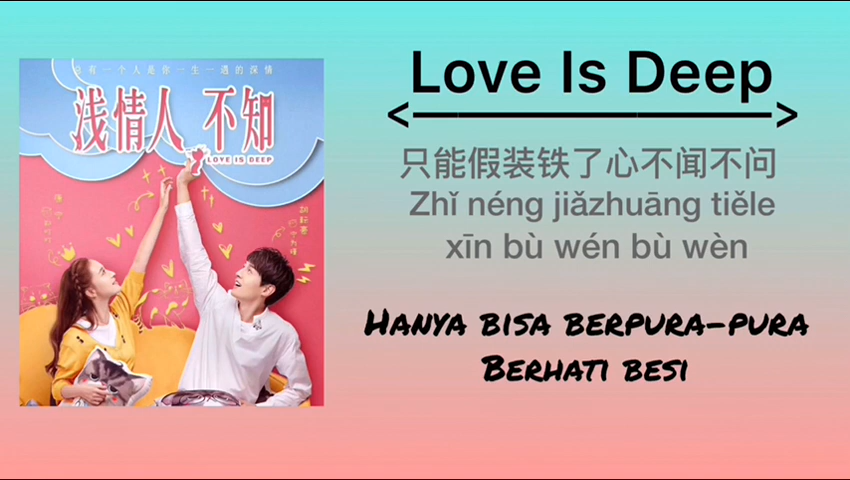 有一个人是你一生一遇的深情
浅情人不知
LOVE IS DEEP
Love Is Deep
<————————>
只能假装铁了心不闻不问
Zhǐ néng jiǎzhuāng tiěle
xīn bù wén bù wèn
Hanya bisa berpura-pura
Berhati besi